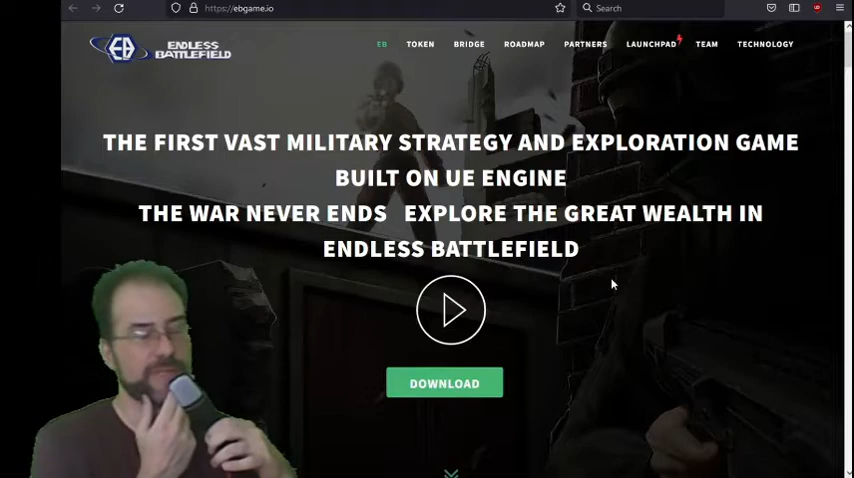 https://ebgame.io
Search
EB
ENDLESS
BATTLEFIELD
EB
TOKEN
BRIDGE
ROADMAP
PARTNERS
LAUNCHPAD
TEAM
TECHNOLOGY
THE FIRST VAST MILITARY STRATEGY AND EXPLORATION GAME
BUILT ON UE ENGINE
THE WAR NEVER ENDS EXPLORE THE GREAT WEALTH IN
ENDLESS BATTLEFIELD
DOWNLOAD